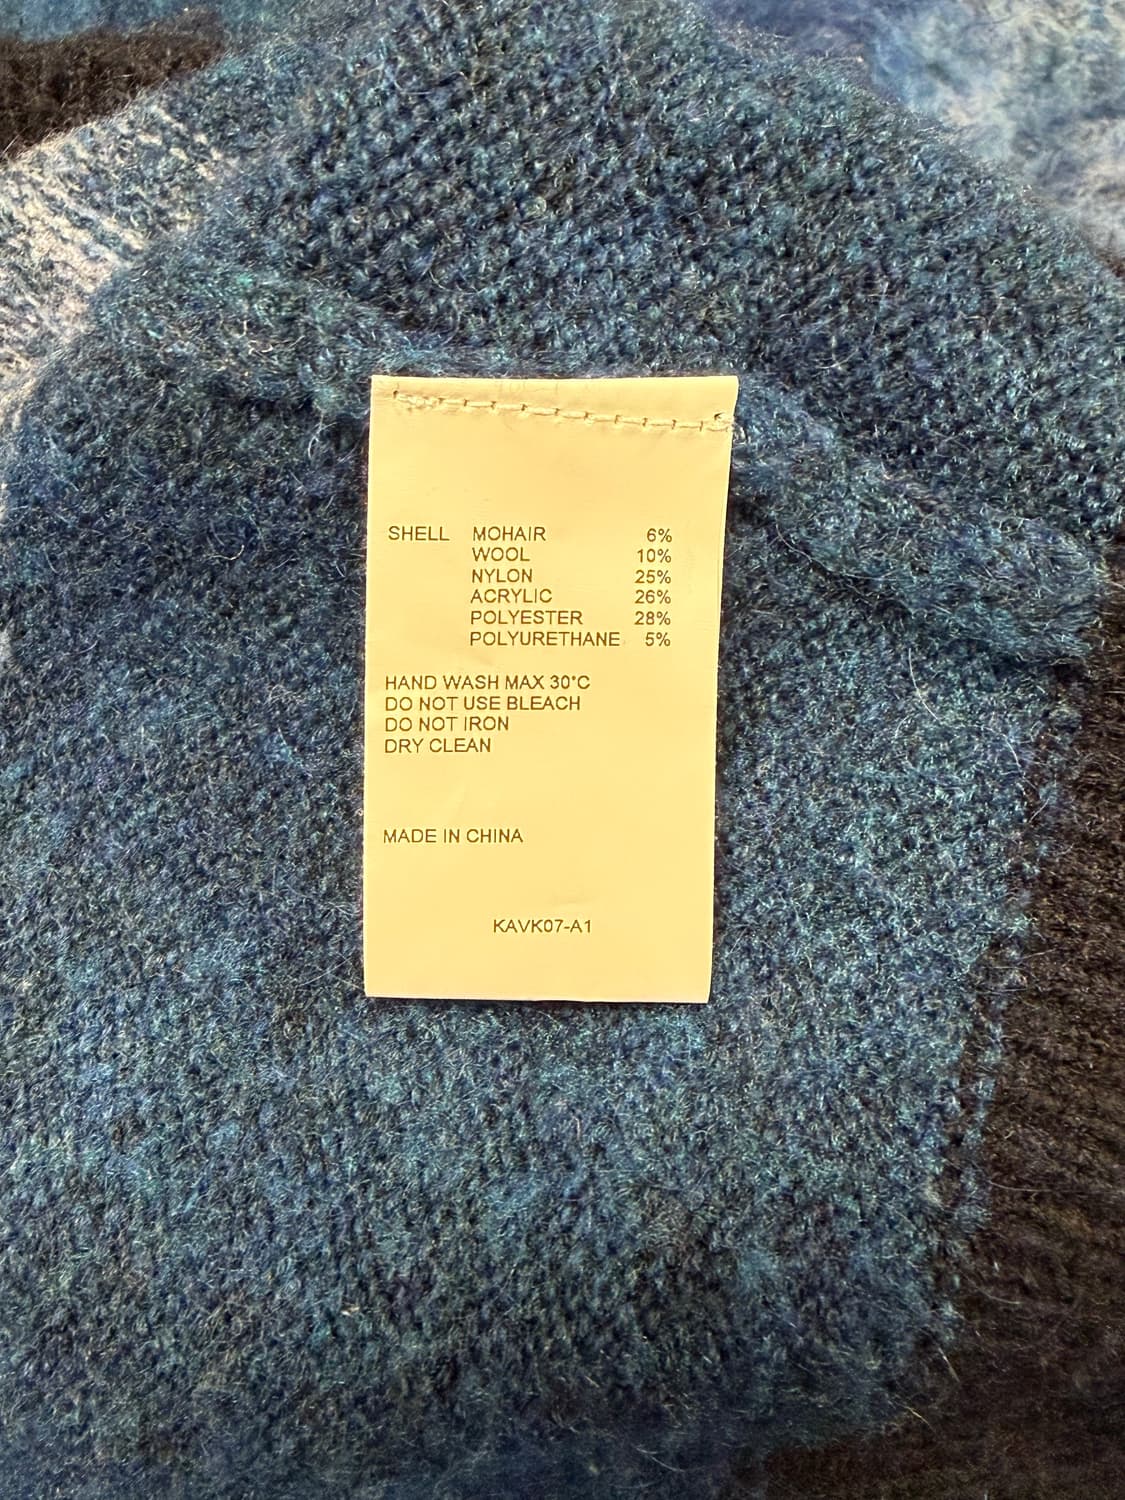 SHELL MOHAIR 6%
WOOL 10%
NYLON 25%
ACRYLIC 26%
POLYESTER 28%
POLYURETHANE 5%
HAND WASH MAX 30°C
DO NOT USE BLEACH
DO NOT IRON
DRY CLEAN
MADE IN CHINA
KAVK07-A1